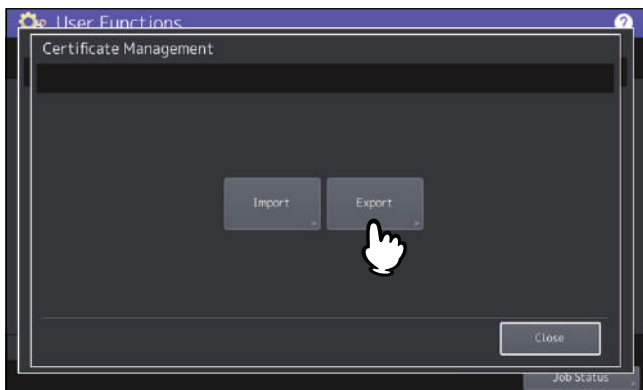 User Functions
?
Certificate Management
Import
Export
Close
Job Status